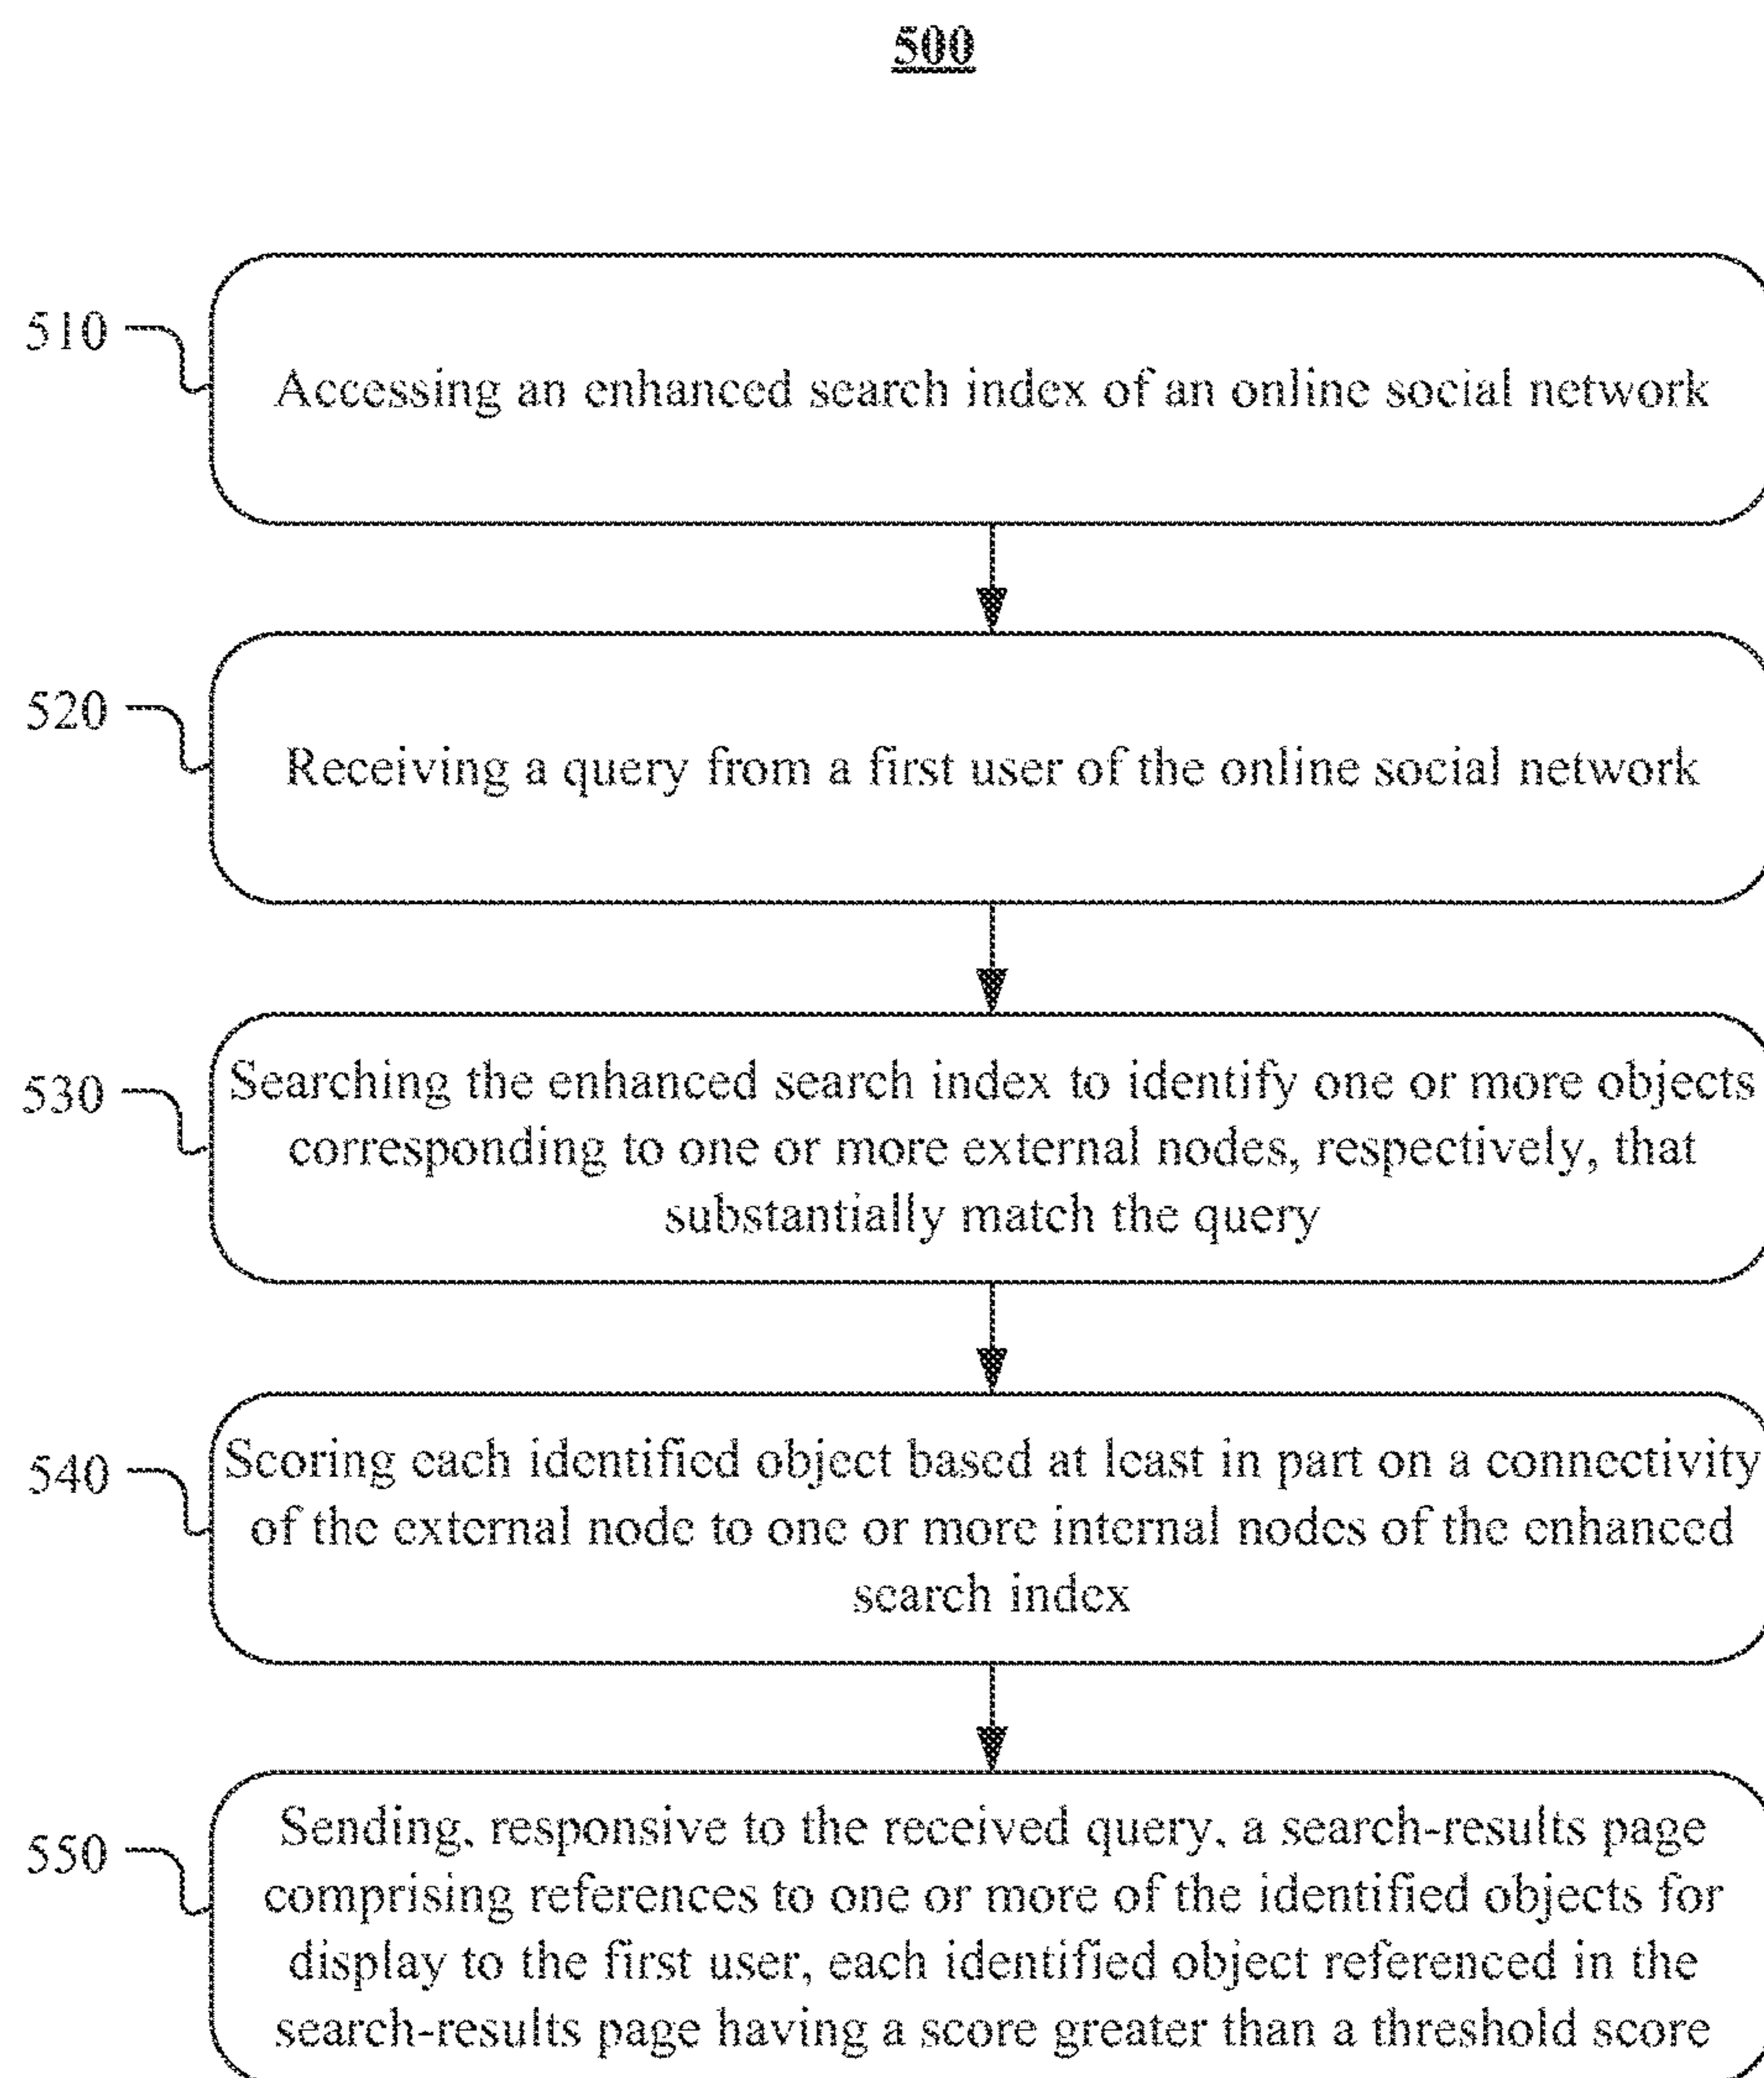 500
510
Accessing an enhanced search index of an online social network
520
Receiving a query from a first user of the online social network
530
Searching the enhanced search index to identify one or more objects
corresponding to one or more external nodes, respectively, that
substantially match the query
540
Scoring each identified object based at least in part on a connectivity
of the external node to one or more internal nodes of the enhanced
search index
550
Sending, responsive to the received query, a search-results page
comprising references to one or more of the identified objects for
display to the first user, each identified object referenced in the
search-results page having a score greater than a threshold score